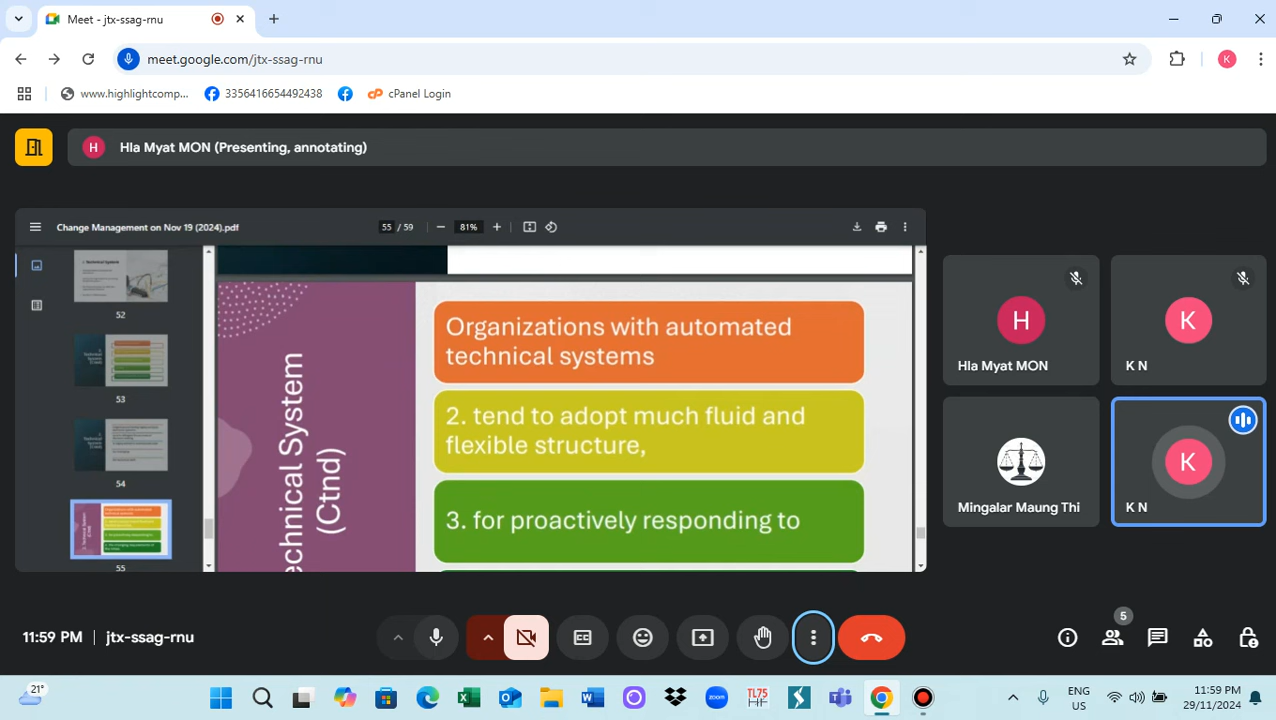 Meet - jtx-ssag-rnu
meet.google.com/jtx-ssag-rnu
K
www.highlightcomp...
3356416654492438
cPanel Login
H
Hla Myat MON (Presenting, annotating)
Change Management on Nov 19 (2024).pdf
55 / 59
81%
52
53
54
55
echnical System
(Ctnd)
Organizations with automated
technical systems
2. tend to adopt much fluid and
flexible structure,
3. for proactively responding to
H
Hla Myat MON
K
K N
Mingalar Maung Thi
K
K N
11:59 PM | jtx-ssag-rnu
5
21°
zoom
TL75
ENG
US
11:59 PM
29/11/2024